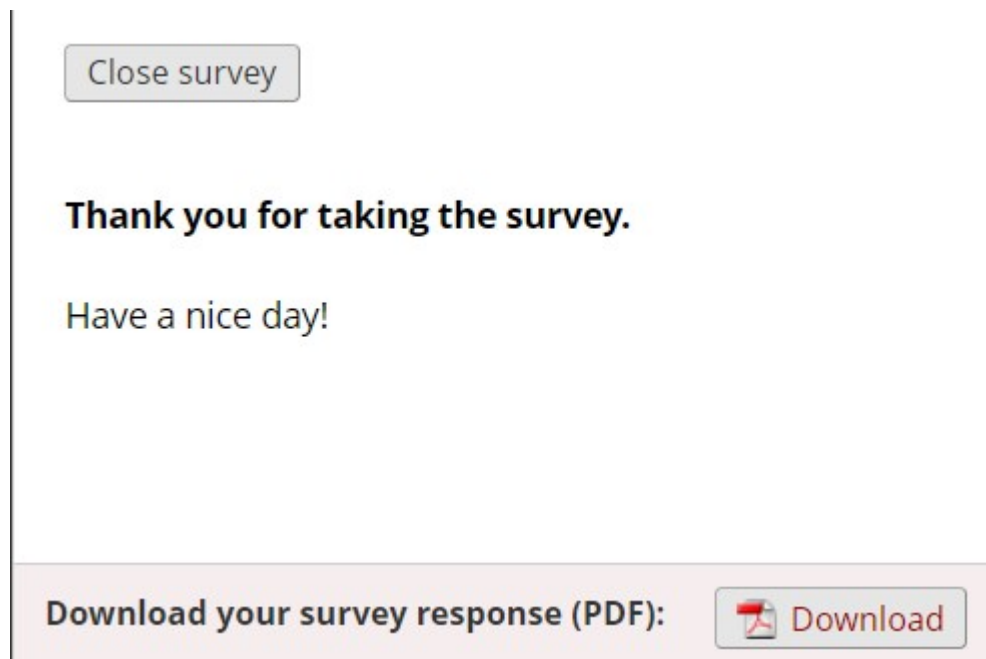 Close survey
Thank you for taking the survey.
Have a nice day!
Download your survey response (PDF): Download